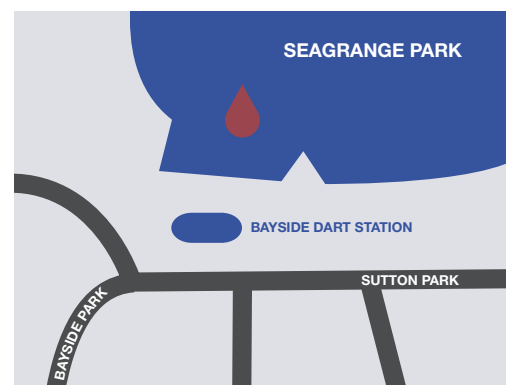 SEAGRANGE PARK
BAYSIDE DART STATION
SUTTON PARK
BAYSIDE PARK